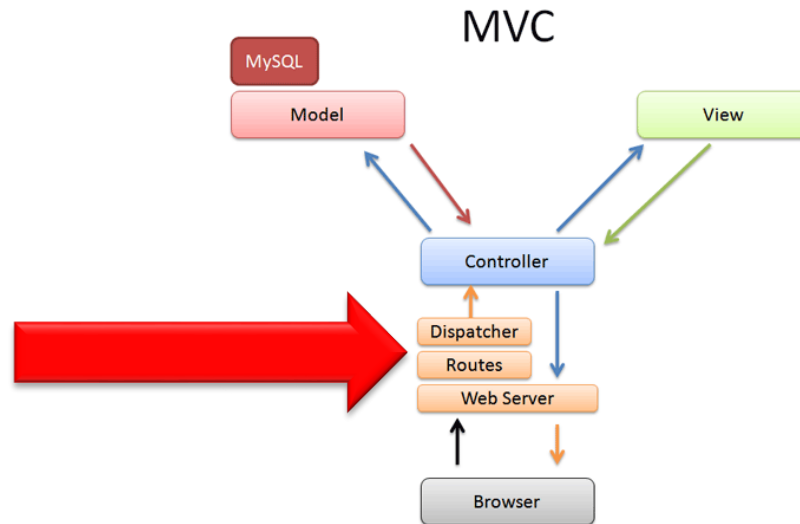 MVC
MySQL
Model
View
Controller
Dispatcher
Routes
Web Server
Browser